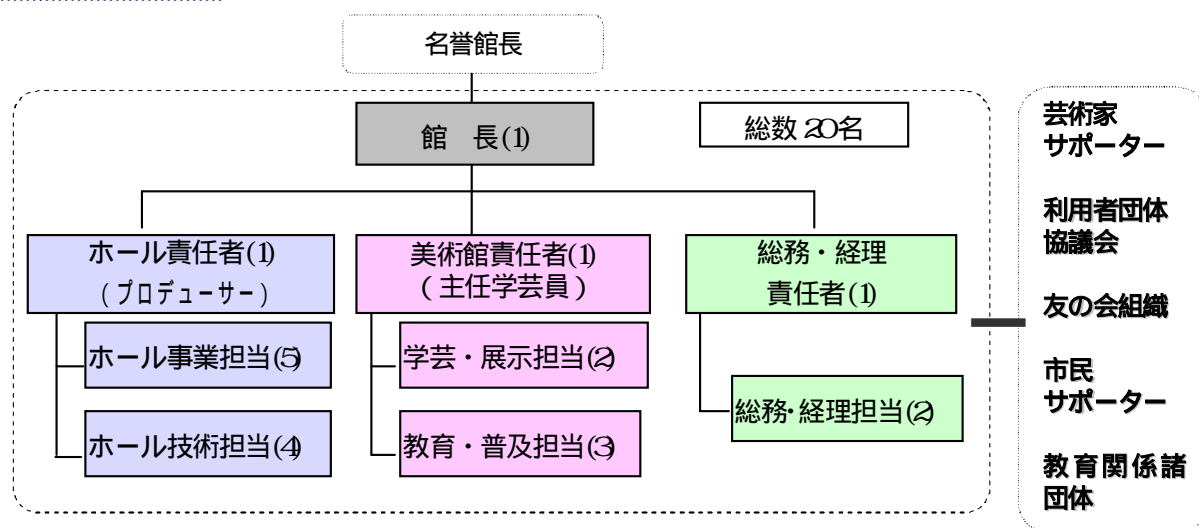 名誉館長
館　長(1)
総数20名
ホール責任者(1)
(プロデューサー)
ホール事業担当(5)
ホール技術担当(4)
美術館責任者(1)
(主任学芸員)
学芸・展示担当(2)
教育・普及担当(3)
総務・経理
責任者(1)
総務・経理担当(2)
芸術家
サポーター
利用者団体
協議会
友の会組織
市民
サポーター
教育関係諸
団体